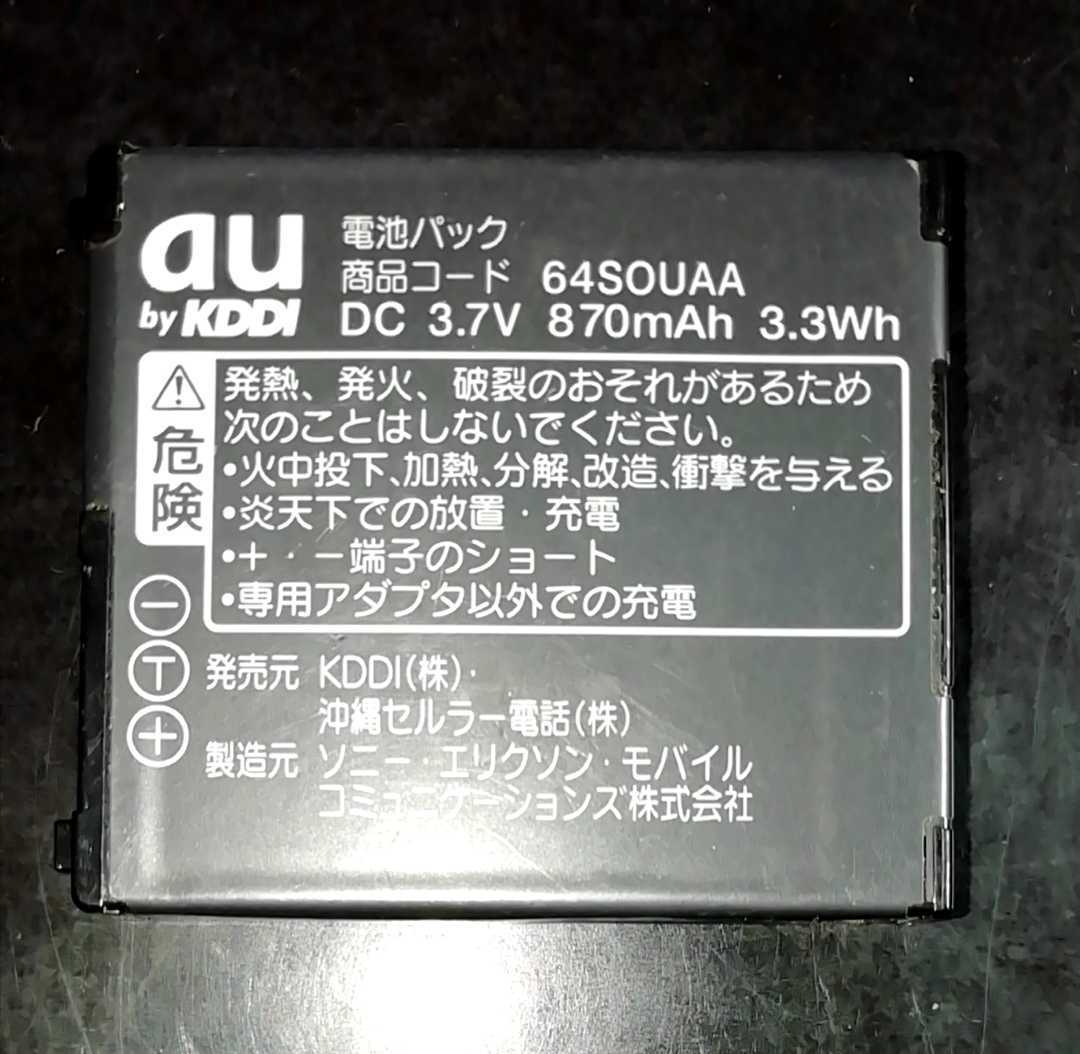 au
by KDDI
電池パック
商品コード 64SOUAA
DC 3.7V 870mAh 3.3Wh
危険
発熱、発火、破裂のおそれがあるため
次のことはしないでください。
・火中投下、加熱、分解、改造、衝撃を与える
・炎天下での放置・充電
・+・－端子のショート
・専用アダプタ以外での充電
－
T
+
発売元 KDDI(株)・
沖縄セルラー電話(株)
製造元 ソニー・エリクソン・モバイル
コミュニケーションズ株式会社